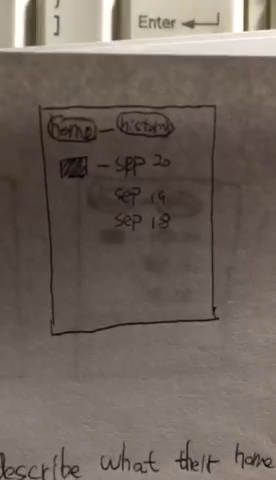 ]
Enter
home - history
- sep 20
sep 19
sep 18
describe what their home